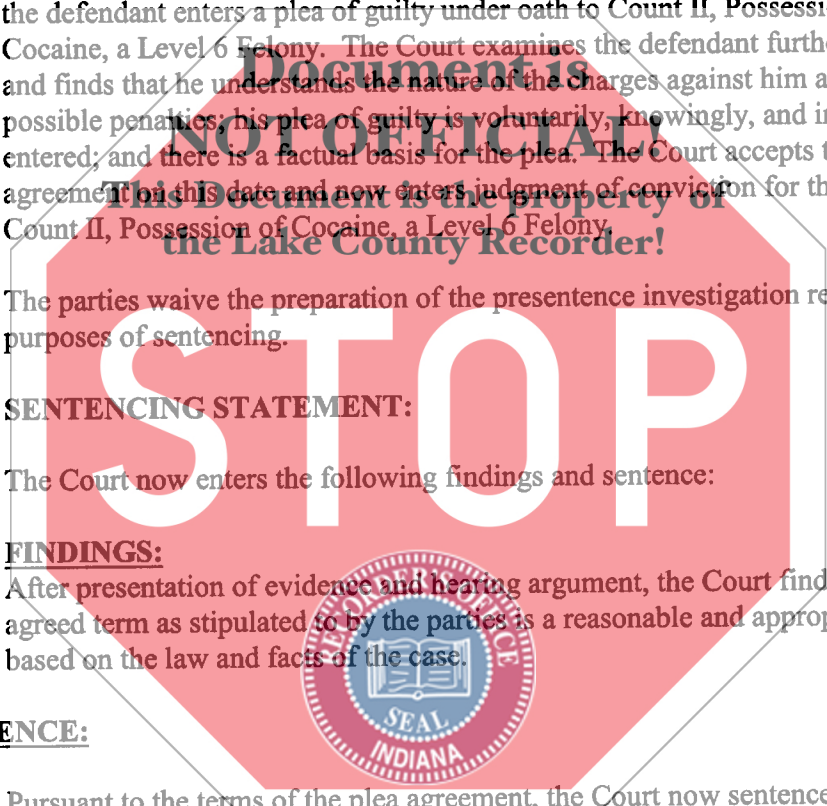 the defendant enters a plea of guilty under oath to Count II, Possessi
Cocaine, a Level 6 Felony. The Court examines the defendant furth
Document is
and finds that he understands the nature of the charges against him a
possible penalties, his plea of guilty is voluntarily, knowingly, and i
NOT OFFICIAL!
entered; and there is a factual basis for the plea. The Court accepts t
agreement on this date and now enters judgment of conviction for th
This Document is the property of
Count II, Possession of Cocaine, a Level 6 Felony.
the Lake County Recorder!
The parties waive the preparation of the presentence investigation re
purposes of sentencing.
STOP
SENTENCING STATEMENT:
The Court now enters the following findings and sentence:
FINDINGS:
After presentation of evidence and hearing argument, the Court find
agreed term as stipulated to by the parties is a reasonable and approp
based on the law and facts of the case.
RECORDER'S OFFICE
SEAL
INDIANA
ENCE:
Pursuant to the terms of the plea agreement, the Court now sentence